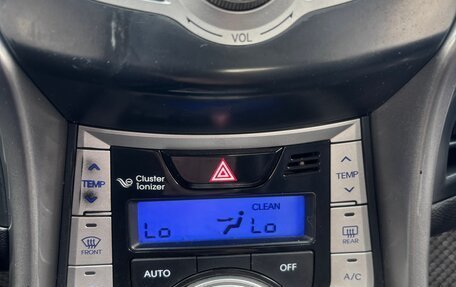 VOL
Cluster
Ionizer
TEMP
TEMP
CLEAN
Lo
Lo
FRONT
REAR
AUTO
OFF
A/C